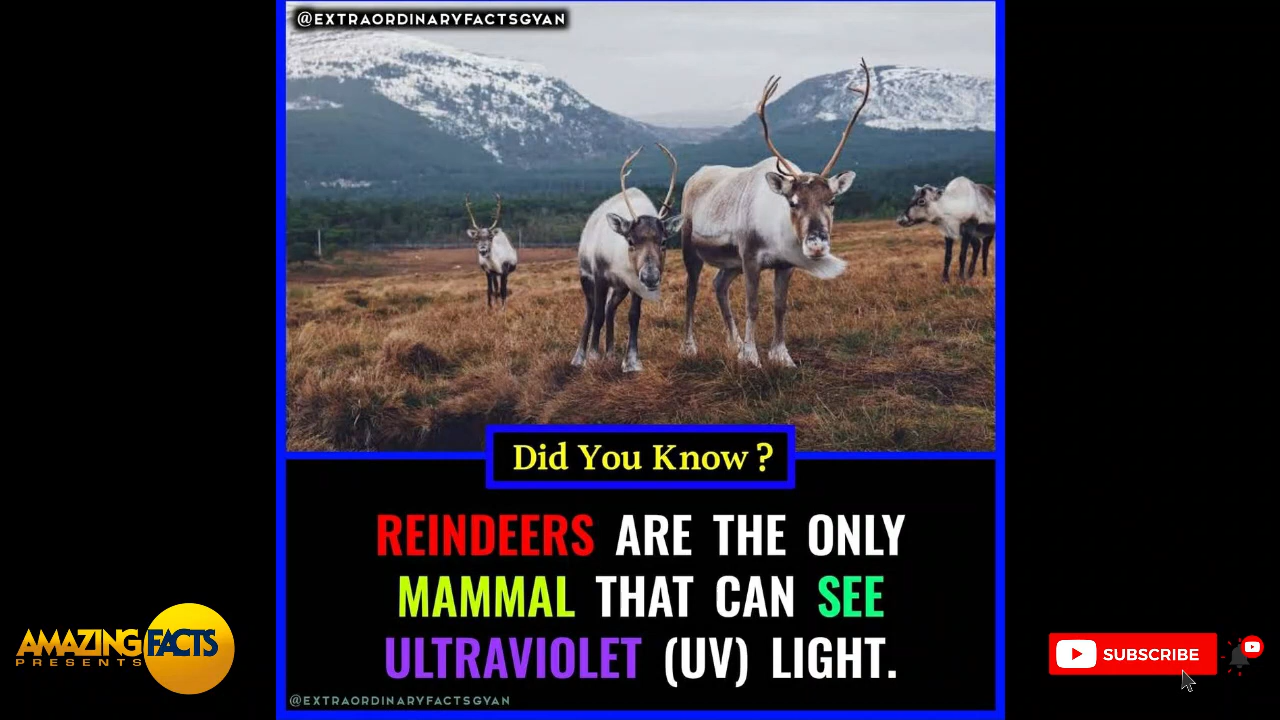 @EXTRAORDINARYFACTSGYAN
Did You Know ?
REINDEERS ARE THE ONLY
MAMMAL THAT CAN SEE
ULTRAVIOLET (UV) LIGHT.
@EXTRAORDINARYFACTSGYAN
AMAZING FACTS
PRESENTS
SUBSCRIBE